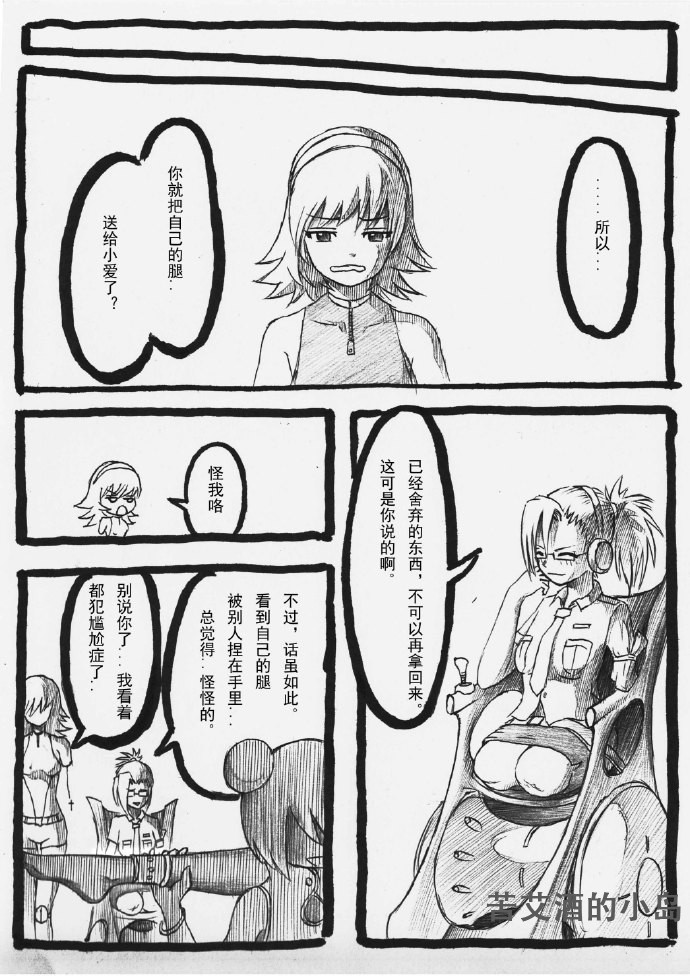 ......所以...
你就把自己的腿..
送给小爱了？
已经舍弃的东西，不可以再拿回来。
这可是你说的啊。
怪我咯
不过，话虽如此。
看到自己的腿
被别人捏在手里...
总觉得..怪怪的。
别说你了...我看着
都犯尴尬症了..
苦艾酒的小岛